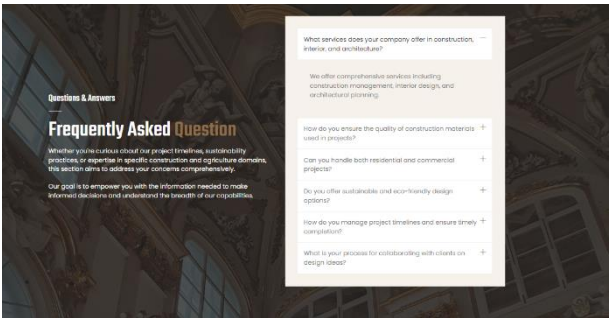 Questions & Answers
Frequently Asked Question
Whether you're curious about our project timelines, sustainability
practices, or expertise in specific construction and agriculture domains,
this section aims to address your concerns comprehensively.
Our goal is to empower you with the information needed to make
informed decisions and understand the breadth of our capabilities.
What services does your company offer in construction,
interior, and architecture?
We offer comprehensive services including
construction management, interior design, and
architectural planning.
How do you ensure the quality of construction materials
used in projects?
Can you handle both residential and commercial
projects?
Do you offer sustainable and eco-friendly design
options?
How do you manage project timelines and ensure timely
completion?
What is your process for collaborating with clients on
design ideas?